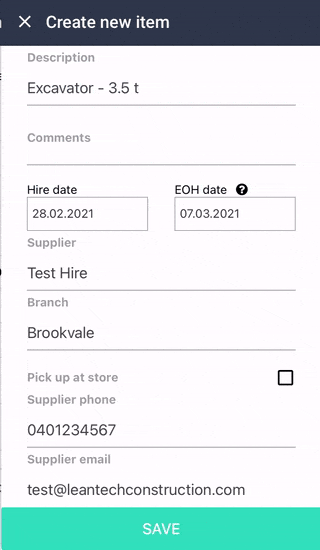 Create new item
Description
Excavator - 3.5 t
Comments
Hire date
EOH date ?
28.02.2021
07.03.2021
Supplier
Test Hire
Branch
Brookvale
Pick up at store
Supplier phone
0401234567
Supplier email
test@leantechconstruction.com
SAVE